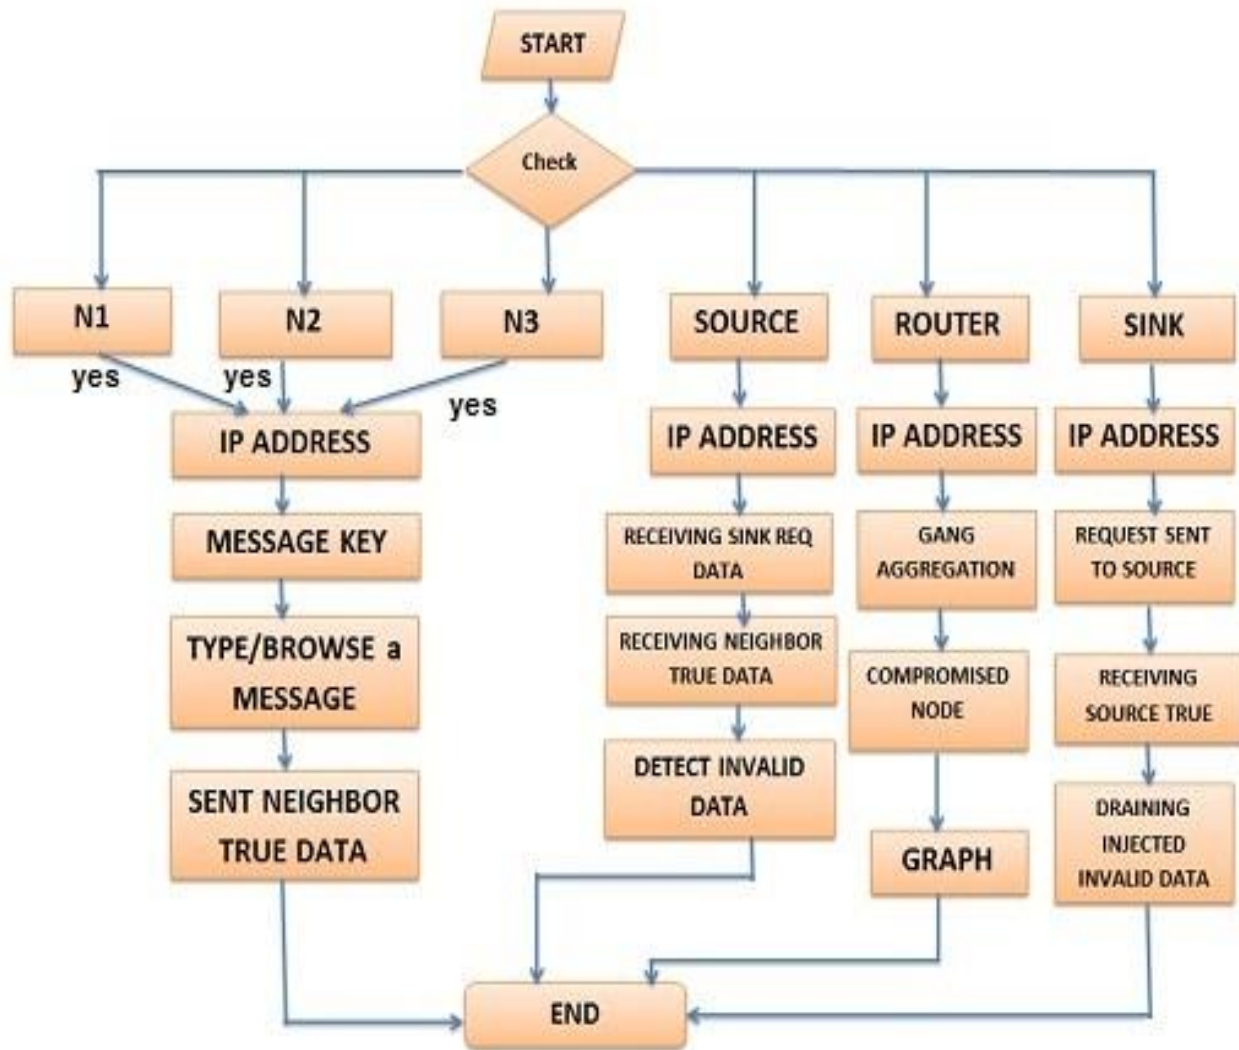 START
Check
N1
N2
N3
SOURCE
ROUTER
SINK
yes
yes
yes
IP ADDRESS
IP ADDRESS
IP ADDRESS
IP ADDRESS
MESSAGE KEY
RECEIVING SINK REQ
DATA
GANG
AGGREGATION
REQUEST SENT
TO SOURCE
TYPE/BROWSE a
MESSAGE
RECEIVING NEIGHBOR
TRUE DATA
COMPROMISED
NODE
RECEIVING
SOURCE TRUE
SENT NEIGHBOR
TRUE DATA
DETECT INVALID
DATA
GRAPH
DRAINING
INJECTED
INVALID DATA
END